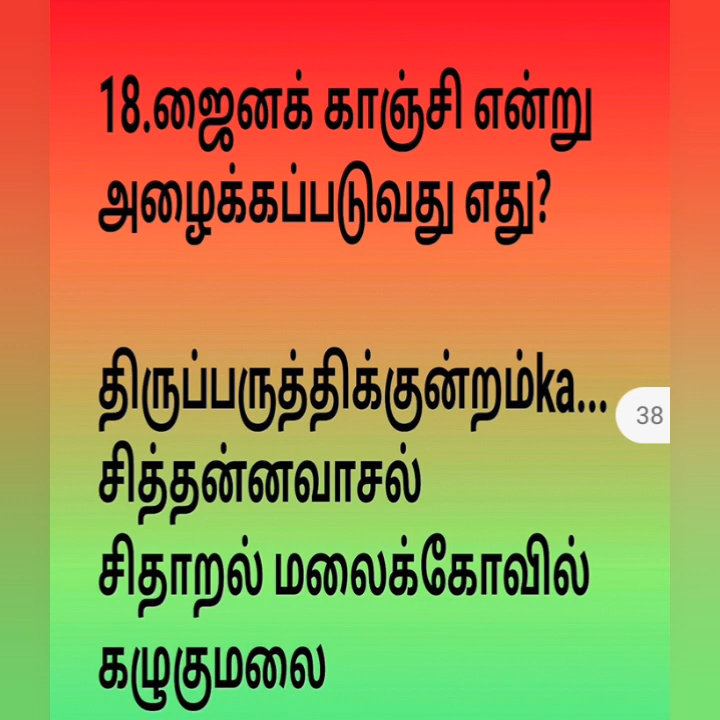 18.ஜைனக் காஞ்சி என்று
அழைக்கப்படுவது எது?
திருப்பருத்திக்குன்றம்ka...
38
சித்தன்னவாசல்
சிதாறல் மலைக்கோவில்
கழுகுமலை